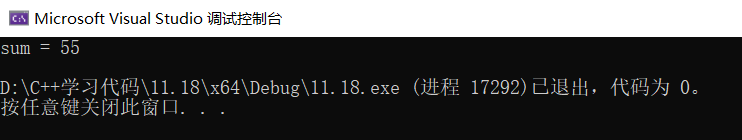 Microsoft Visual Studio 调试控制台
sum = 55
D:\C++学习代码\11.18\x64\Debug\11.18.exe (进程 17292)已退出，代码为 0。
按任意键关闭此窗口. . .